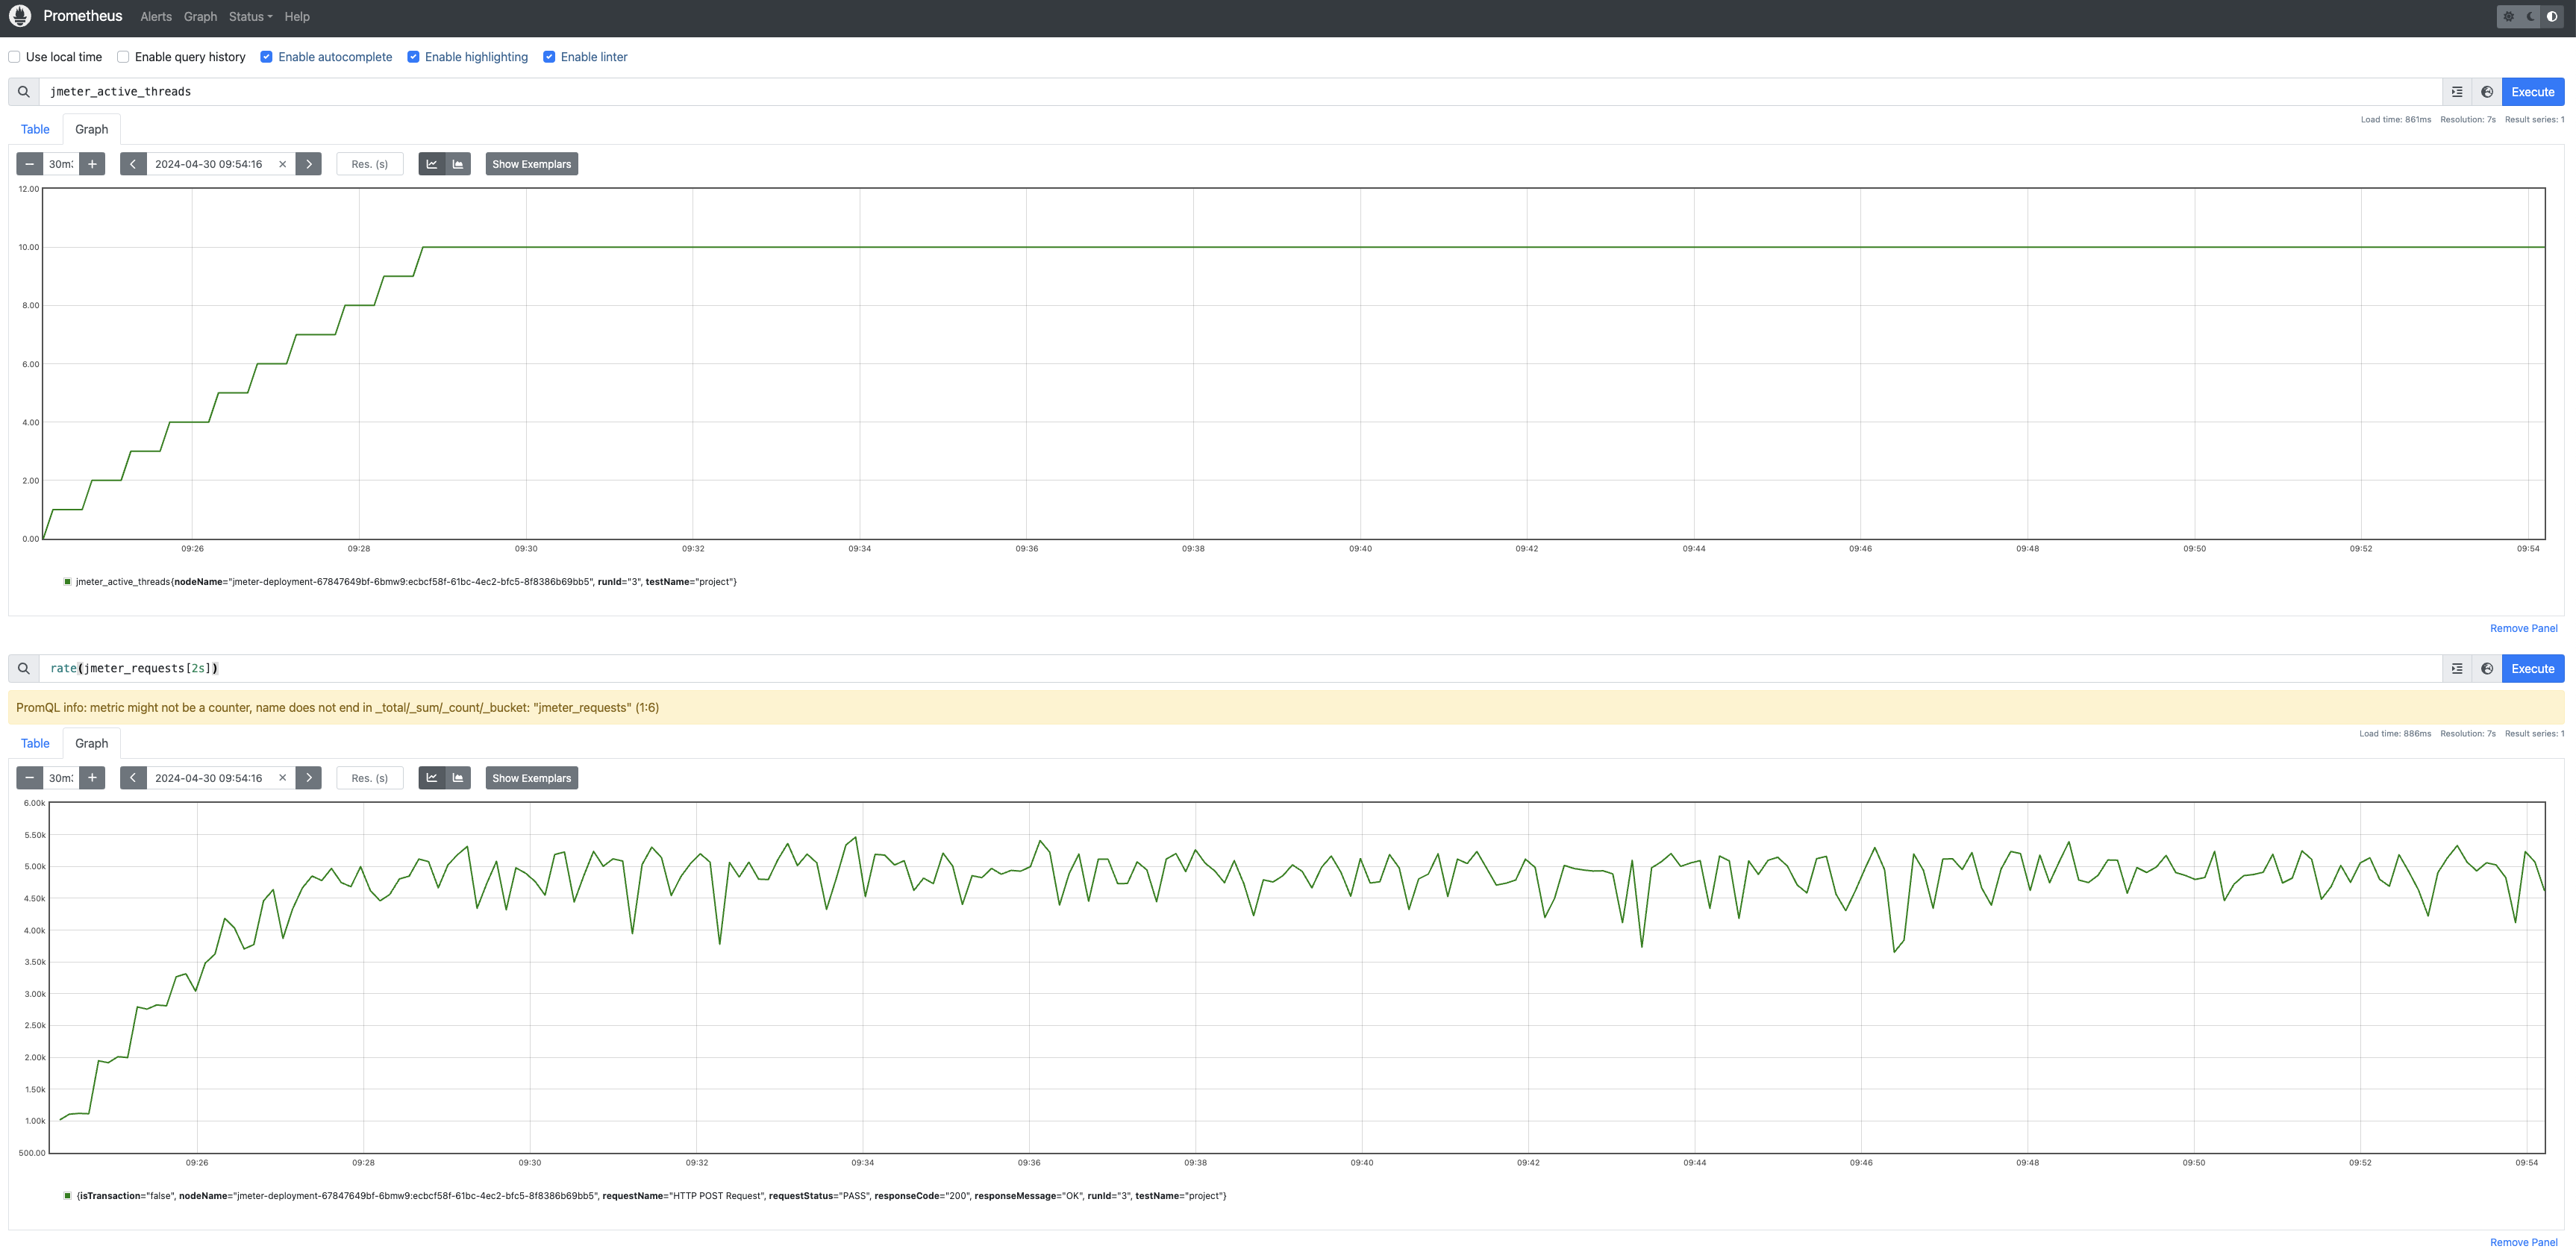 Prometheus Alerts Graph Status Help
Use local time Enable query history Enable autocomplete Enable highlighting Enable linter
jmeter_active_threads Execute
Table Graph Load time: 861ms Resolution: 7s Result series: 1
30m 2024-04-30 09:54:16 Res. (s) Show Exemplars
12.00
10.00
8.00
6.00
4.00
2.00
0.00
09:26 09:28 09:30 09:32 09:34 09:36 09:38 09:40 09:42 09:44 09:46 09:48 09:50 09:52 09:54
jmeter_active_threads{nodeName="jmeter-deployment-67847649bf-6bmw9:ecbcf58f-61bc-4ec2-bfc5-8f8386b69bb5", runId="3", testName="project"}
Remove Panel
rate(jmeter_requests[2s]) Execute
PromQL info: metric might not be a counter, name does not end in _total/_sum/_count/_bucket: "jmeter_requests" (1:6)
Table Graph Load time: 886ms Resolution: 7s Result series: 1
30m 2024-04-30 09:54:16 Res. (s) Show Exemplars
6.00k
5.50k
5.00k
4.50k
4.00k
3.50k
3.00k
2.50k
2.00k
1.50k
1.00k
500.00
09:26 09:28 09:30 09:32 09:34 09:36 09:38 09:40 09:42 09:44 09:46 09:48 09:50 09:52 09:54
{isTransaction="false", nodeName="jmeter-deployment-67847649bf-6bmw9:ecbcf58f-61bc-4ec2-bfc5-8f8386b69bb5", requestName="HTTP POST Request", requestStatus="PASS", responseCode="200", responseMessage="OK", runId="3", testName="project"}
Remove Panel